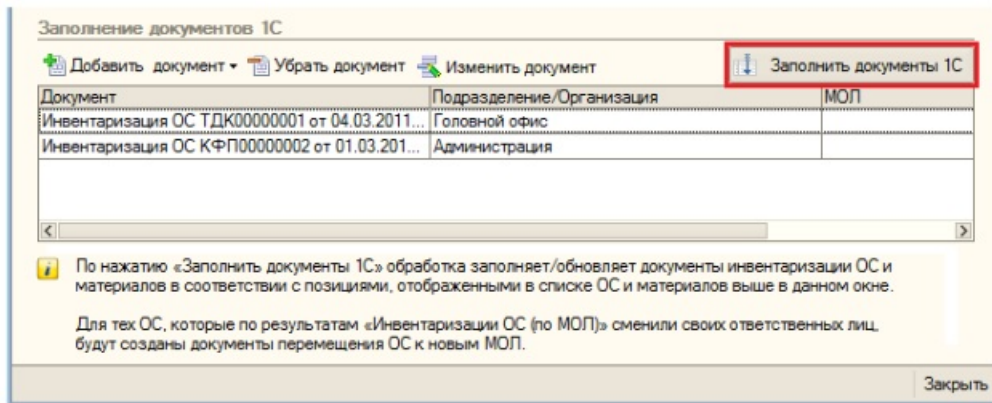 Заполнение документов 1С
Добавить документ Убрать документ Изменить документ Заполнить документы 1С
Документ Подразделение/Организация МОЛ
Инвентаризация ОС ТДК00000001 от 04.03.2011... Головной офис
Инвентаризация ОС КФП00000002 от 01.03.201... Администрация
По нажатию «Заполнить документы 1С» обработка заполняет/обновляет документы инвентаризации ОС и
материалов в соответствии с позициями, отображенными в списке ОС и материалов выше в данном окне.
Для тех ОС, которые по результатам «Инвентаризации ОС (по МОЛ)» сменили своих ответственных лиц,
будут созданы документы перемещения ОС к новым МОЛ.
Закрыть